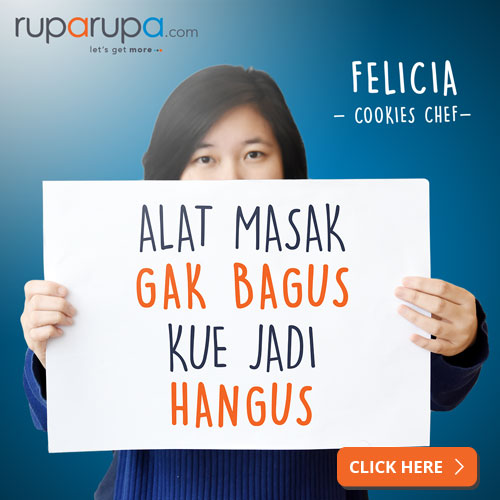 ruparupa.com
let's get more
FELICIA
– COOKIES CHEF–
ALAT MASAK
GAK BAGUS
KUE JADI
HANGUS
CLICK HERE